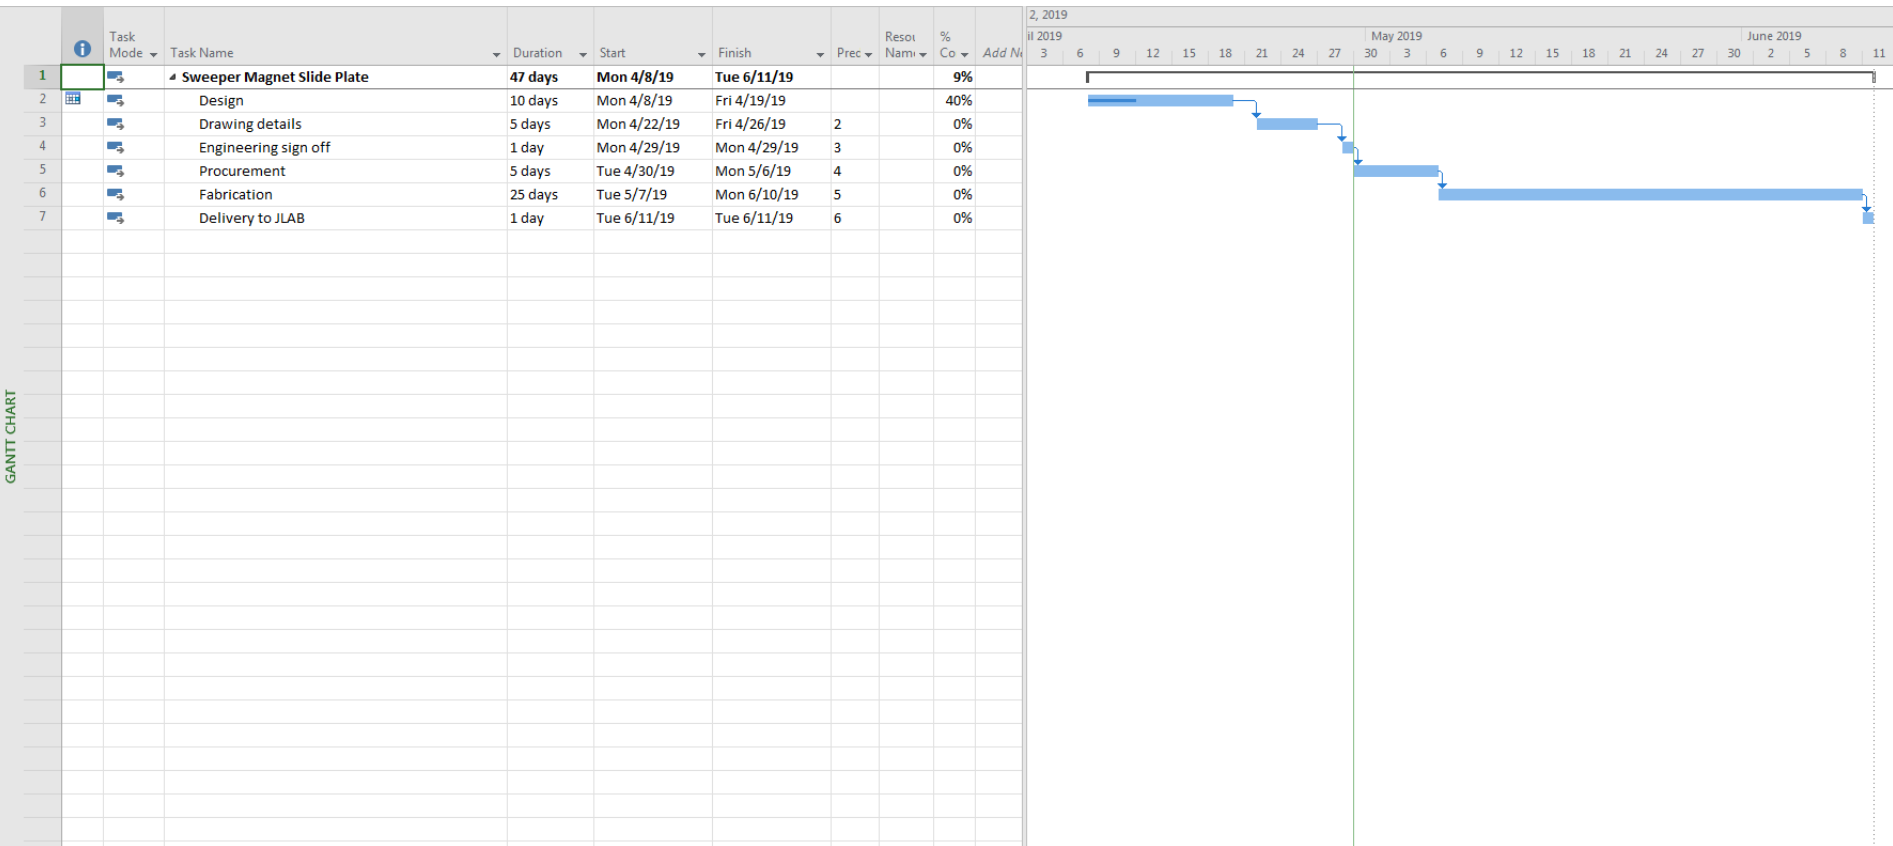 2, 2019
il 2019 May 2019 June 2019
Task Mode Task Name Duration Start Finish Prec Resou Name % Co Add Ne
3 6 9 12 15 18 21 24 27 30 3 6 9 12 15 18 21 24 27 30 2 5 8 11
1 Sweeper Magnet Slide Plate 47 days Mon 4/8/19 Tue 6/11/19 9%
2 Design 10 days Mon 4/8/19 Fri 4/19/19 40%
3 Drawing details 5 days Mon 4/22/19 Fri 4/26/19 2 0%
4 Engineering sign off 1 day Mon 4/29/19 Mon 4/29/19 3 0%
5 Procurement 5 days Tue 4/30/19 Mon 5/6/19 4 0%
6 Fabrication 25 days Tue 5/7/19 Mon 6/10/19 5 0%
7 Delivery to JLAB 1 day Tue 6/11/19 Tue 6/11/19 6 0%
GANTT CHART